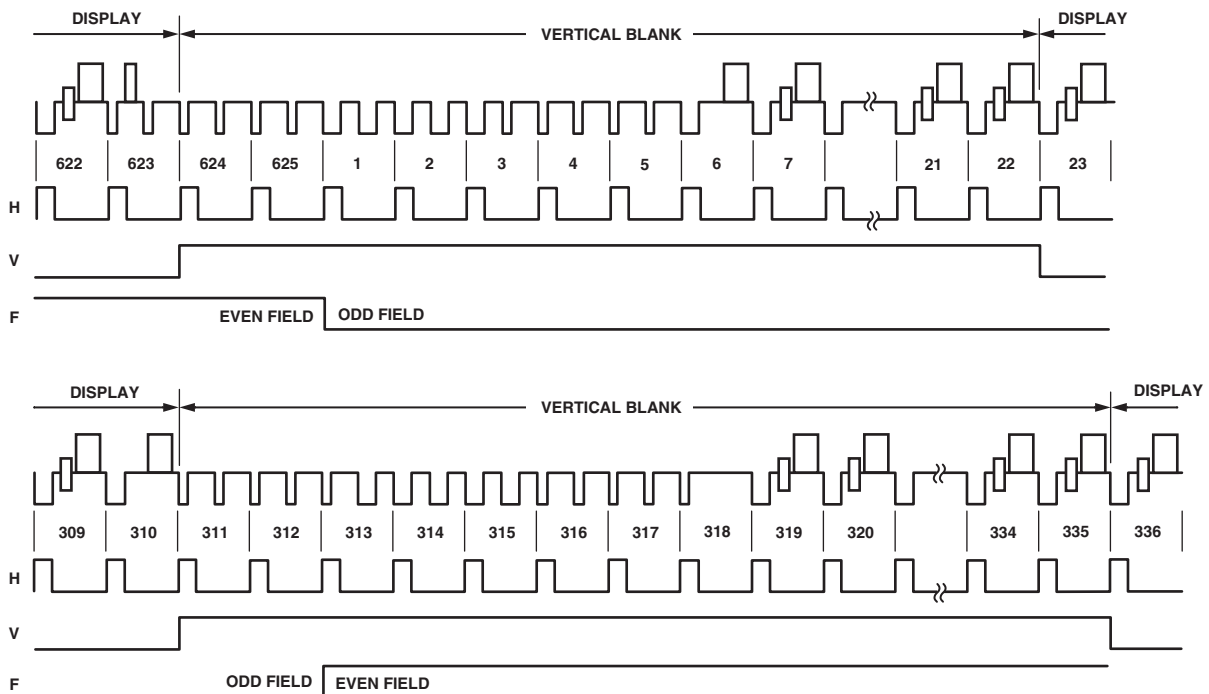 DISPLAY VERTICAL BLANK DISPLAY
622 623 624 625 1 2 3 4 5 6 7 21 22 23
H
V
F EVEN FIELD ODD FIELD
DISPLAY VERTICAL BLANK DISPLAY
309 310 311 312 313 314 315 316 317 318 319 320 334 335 336
H
V
F ODD FIELD EVEN FIELD